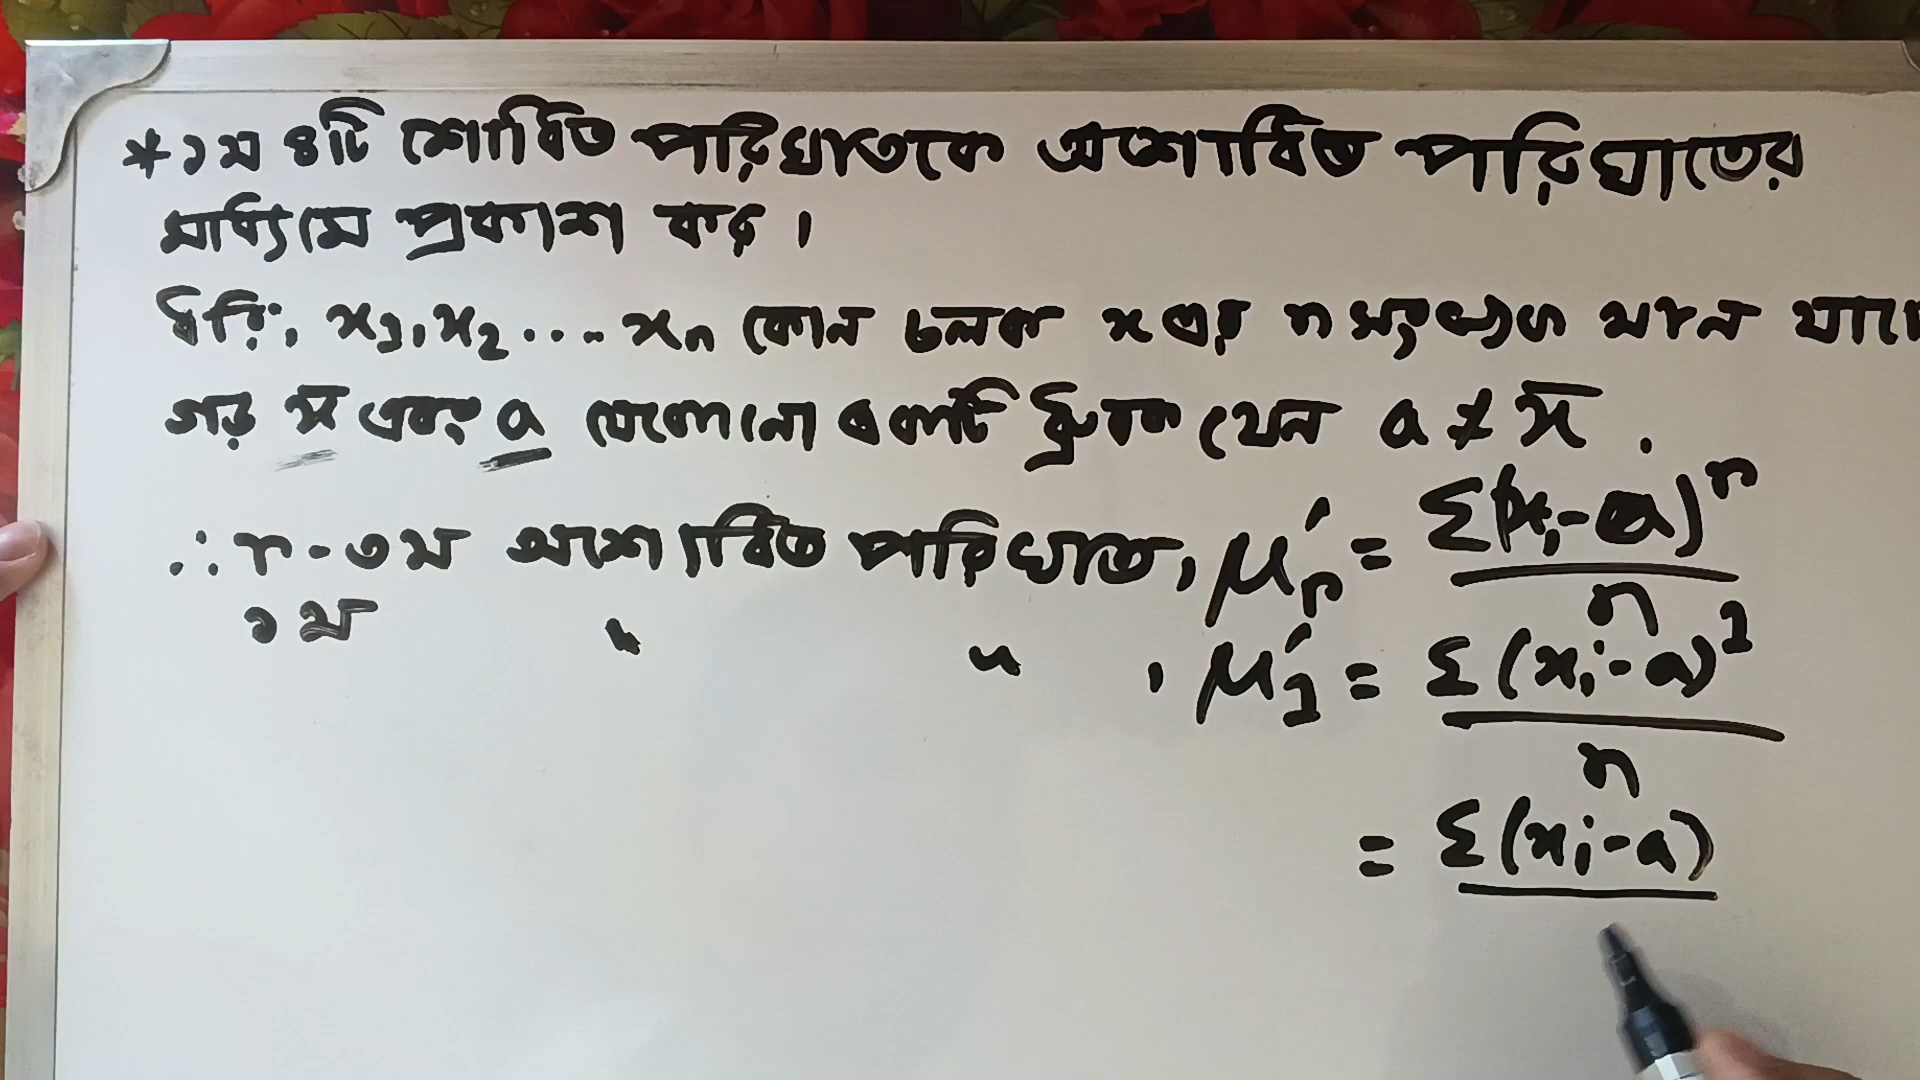 * ১ম ৪টি শোধিত পরিঘাতকে অশোধিত পরিঘাতের
মাধ্যমে প্রকাশ কর ।
ধরি, x₁, x₂ .... xₙ কোন চলক x এর n সংখ্যক মান যাদের
গড় x̄ এবং a যেকোনো একটি ধ্রুবক যেন a ≠ x̄ .
∴ r - তম অশোধিত পরিঘাত, μ′ᵣ = Σ(xᵢ-a)ʳ / n
১ম " " , μ′₁ = Σ(xᵢ-a)¹ / n
= Σ(xᵢ-a)